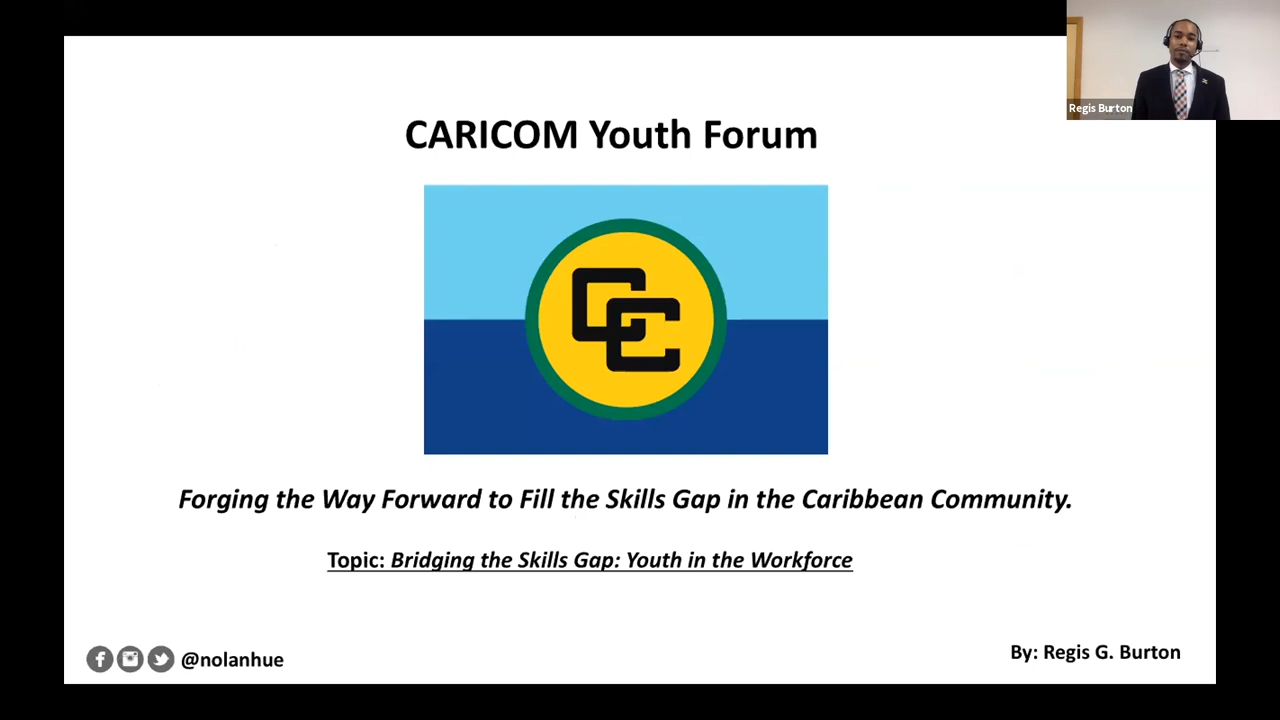 Regis Burton
CARICOM Youth Forum
CC
Forging the Way Forward to Fill the Skills Gap in the Caribbean Community.
Topic: Bridging the Skills Gap: Youth in the Workforce
@nolanhue
By: Regis G. Burton